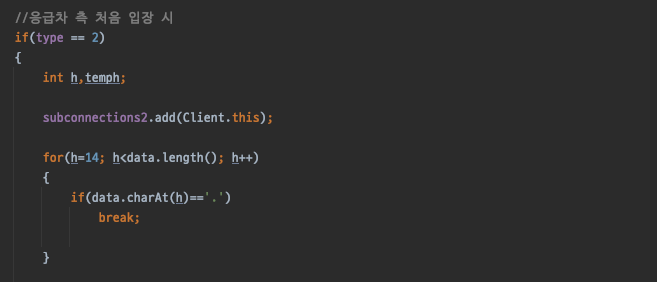 //응급차 측 처음 입장 시
if(type == 2)
{
int h,temph;
subconnections2.add(Client.this);
for(h=14; h<data.length(); h++)
{
if(data.charAt(h)=='.')
break;
}